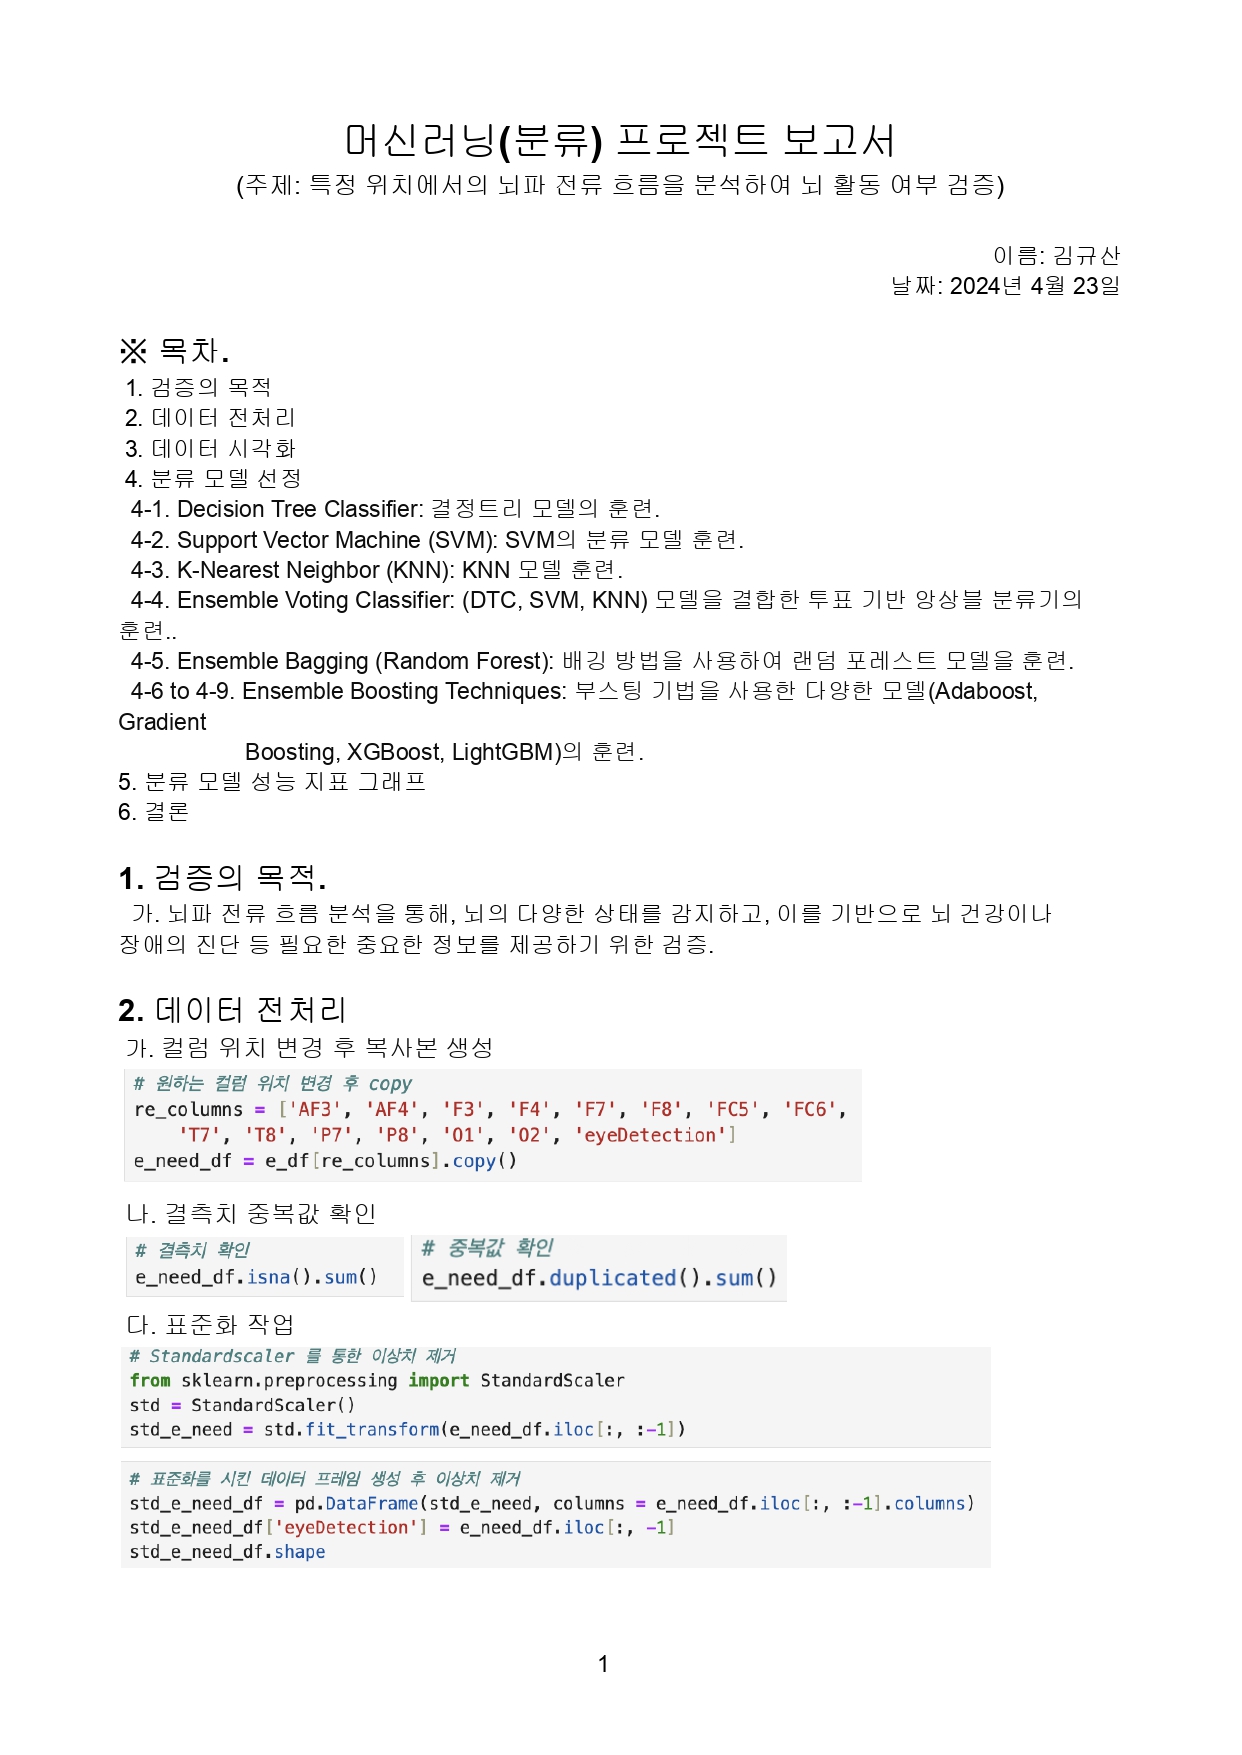 머신러닝(분류) 프로젝트 보고서
(주제: 특정 위치에서의 뇌파 전류 흐름을 분석하여 뇌 활동 여부 검증)
이름: 김규산
날짜: 2024년 4월 23일
※ 목차.
1. 검증의 목적
2. 데이터 전처리
3. 데이터 시각화
4. 분류 모델 선정
4-1. Decision Tree Classifier: 결정트리 모델의 훈련.
4-2. Support Vector Machine (SVM): SVM의 분류 모델 훈련.
4-3. K-Nearest Neighbor (KNN): KNN 모델 훈련.
4-4. Ensemble Voting Classifier: (DTC, SVM, KNN) 모델을 결합한 투표 기반 앙상블 분류기의
훈련..
4-5. Ensemble Bagging (Random Forest): 배깅 방법을 사용하여 랜덤 포레스트 모델을 훈련.
4-6 to 4-9. Ensemble Boosting Techniques: 부스팅 기법을 사용한 다양한 모델(Adaboost,
Gradient
Boosting, XGBoost, LightGBM)의 훈련.
5. 분류 모델 성능 지표 그래프
6. 결론
1. 검증의 목적.
가. 뇌파 전류 흐름 분석을 통해, 뇌의 다양한 상태를 감지하고, 이를 기반으로 뇌 건강이나
장애의 진단 등 필요한 중요한 정보를 제공하기 위한 검증.
2. 데이터 전처리
가. 컬럼 위치 변경 후 복사본 생성
# 원하는 컬럼 위치 변경 후 copy
re_columns = ['AF3', 'AF4', 'F3', 'F4', 'F7', 'F8', 'FC5', 'FC6',
'T7', 'T8', 'P7', 'P8', 'O1', 'O2', 'eyeDetection']
e_need_df = e_df[re_columns].copy()
나. 결측치 중복값 확인
# 결측치 확인
e_need_df.isna().sum()
# 중복값 확인
e_need_df.duplicated().sum()
다. 표준화 작업
# Standardscaler 를 통한 이상치 제거
from sklearn.preprocessing import StandardScaler
std = StandardScaler()
std_e_need = std.fit_transform(e_need_df.iloc[:, :-1])
# 표준화를 시킨 데이터 프레임 생성 후 이상치 제거
std_e_need_df = pd.DataFrame(std_e_need, columns = e_need_df.iloc[:, :-1].columns)
std_e_need_df['eyeDetection'] = e_need_df.iloc[:, -1]
std_e_need_df.shape
1